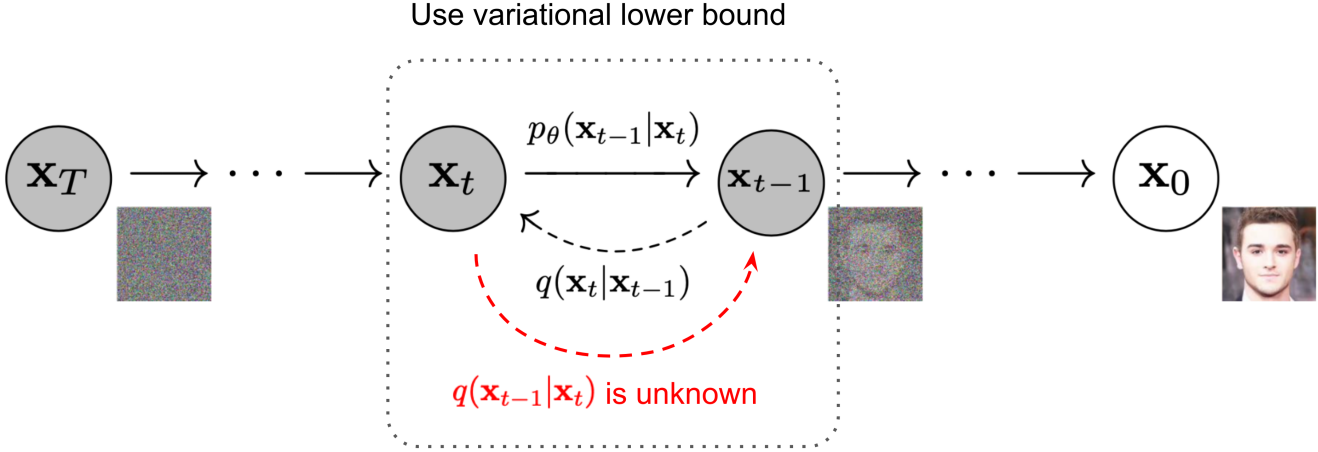 Use variational lower bound
p_θ(x_{t−1}|x_t)
x_T → ··· → x_t → x_{t−1} → ··· → x_0
q(x_t|x_{t−1})
q(x_{t−1}|x_t) is unknown